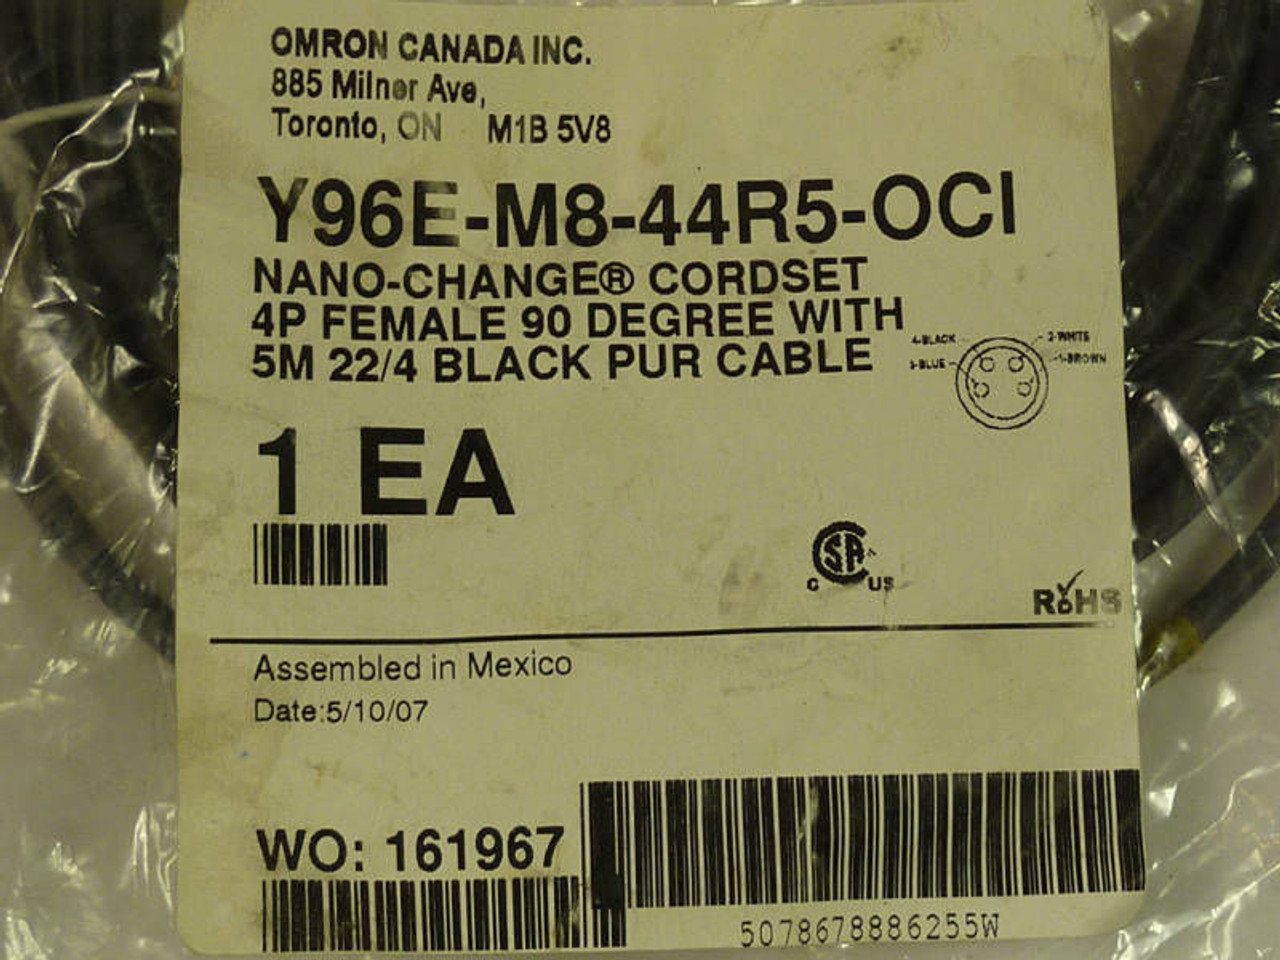 OMRON CANADA INC.
885 Milner Ave,
Toronto, ON M1B 5V8
Y96E-M8-44R5-OCI
NANO-CHANGE® CORDSET
4P FEMALE 90 DEGREE WITH
5M 22/4 BLACK PUR CABLE
4-BLACK
2-WHITE
3-BLUE
1-BROWN
1 EA
C SA US
RoHS
Assembled in Mexico
Date:5/10/07
WO: 161967
5078678886255W